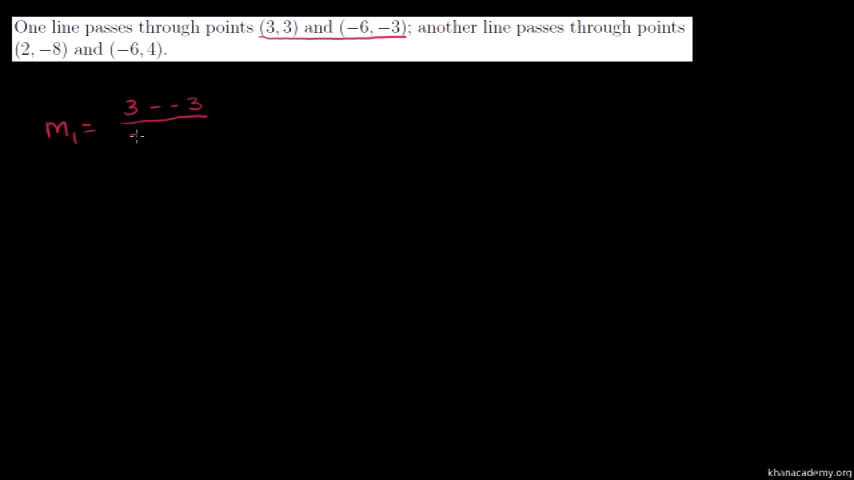 One line passes through points (3, 3) and (−6, −3); another line passes through points
(2, −8) and (−6, 4).
3 - - 3
m₁ =
khanacademy.org